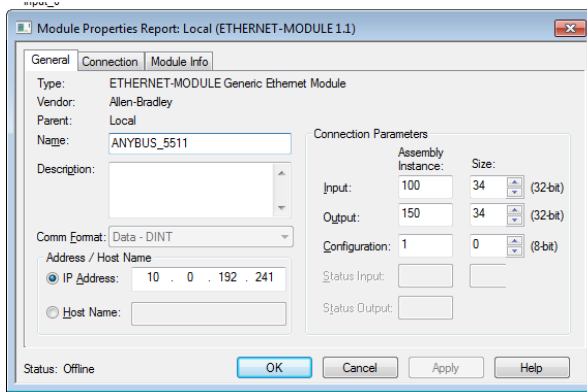 Input_0
Module Properties Report: Local (ETHERNET-MODULE 1.1)
General Connection Module Info
Type: ETHERNET-MODULE Generic Ethernet Module
Vendor: Allen-Bradley
Parent: Local
Name: ANYBUS_5511
Description:
Comm Format: Data - DINT
Address / Host Name
IP Address: 10 . 0 . 192 . 241
Host Name:
Connection Parameters
Assembly Instance: Size:
Input: 100 34 (32-bit)
Output: 150 34 (32-bit)
Configuration: 1 0 (8-bit)
Status Input:
Status Output:
Status: Offline
OK Cancel Apply Help